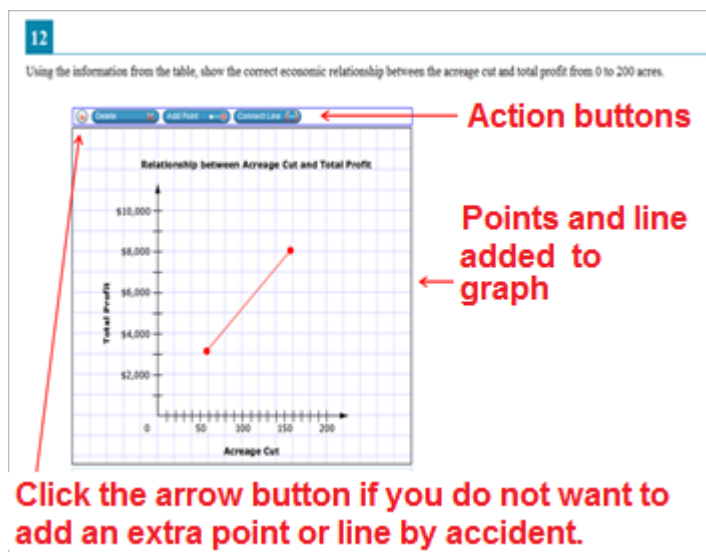 12
Using the information from the table, show the correct economic relationship between the acreage cut and total profit from 0 to 200 acres.
Delete
Add Point
Connect Line
Action buttons
Relationship between Acreage Cut and Total Profit
$10,000
$8,000
$6,000
$4,000
$2,000
Total Profit
0 50 100 150 200
Acreage Cut
Points and line
added to
graph
Click the arrow button if you do not want to
add an extra point or line by accident.